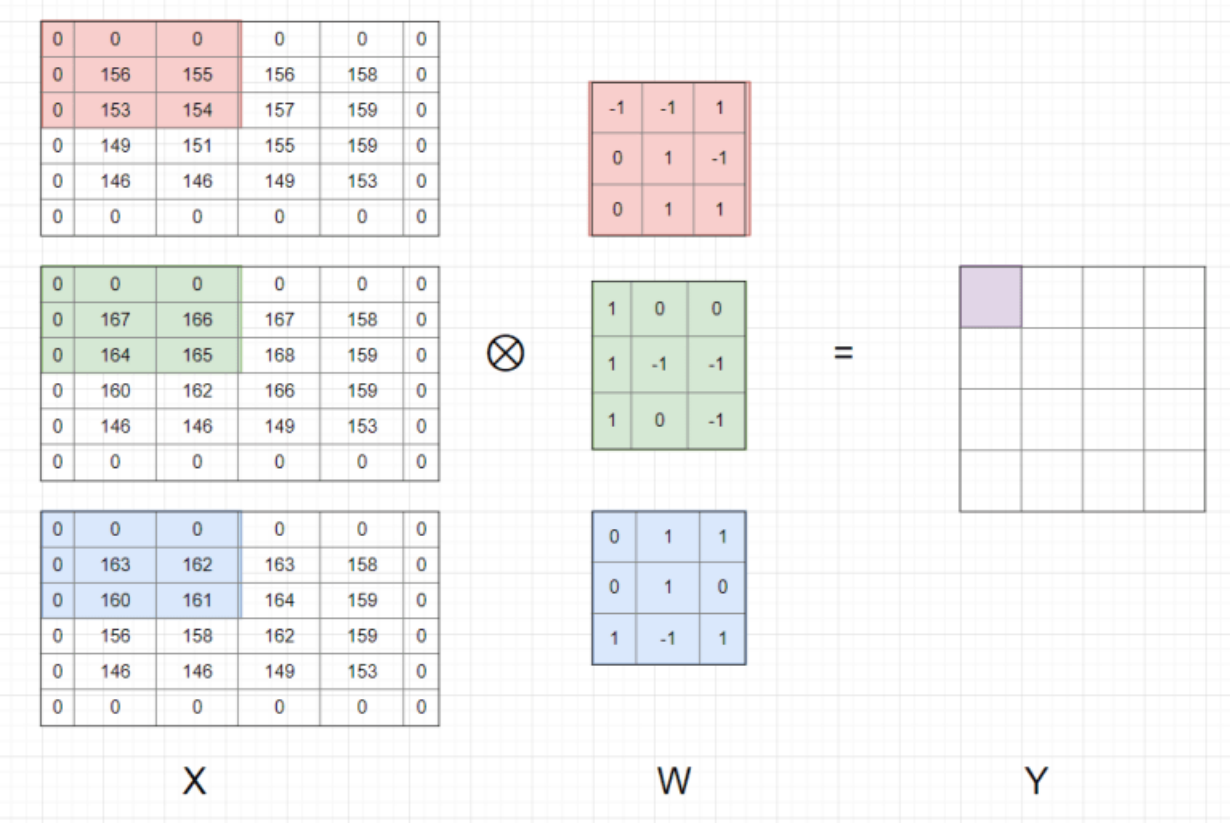 0 0 0 0 0 0
0 156 155 156 158 0
0 153 154 157 159 0
0 149 151 155 159 0
0 146 146 149 153 0
0 0 0 0 0 0
-1 -1 1
0 1 -1
0 1 1
0 0 0 0 0 0
0 167 166 167 158 0
0 164 165 168 159 0
0 160 162 166 159 0
0 146 146 149 153 0
0 0 0 0 0 0
⊗
1 0 0
1 -1 -1
1 0 -1
=
0 0 0 0 0 0
0 163 162 163 158 0
0 160 161 164 159 0
0 156 158 162 159 0
0 146 146 149 153 0
0 0 0 0 0 0
0 1 1
0 1 0
1 -1 1
X W Y